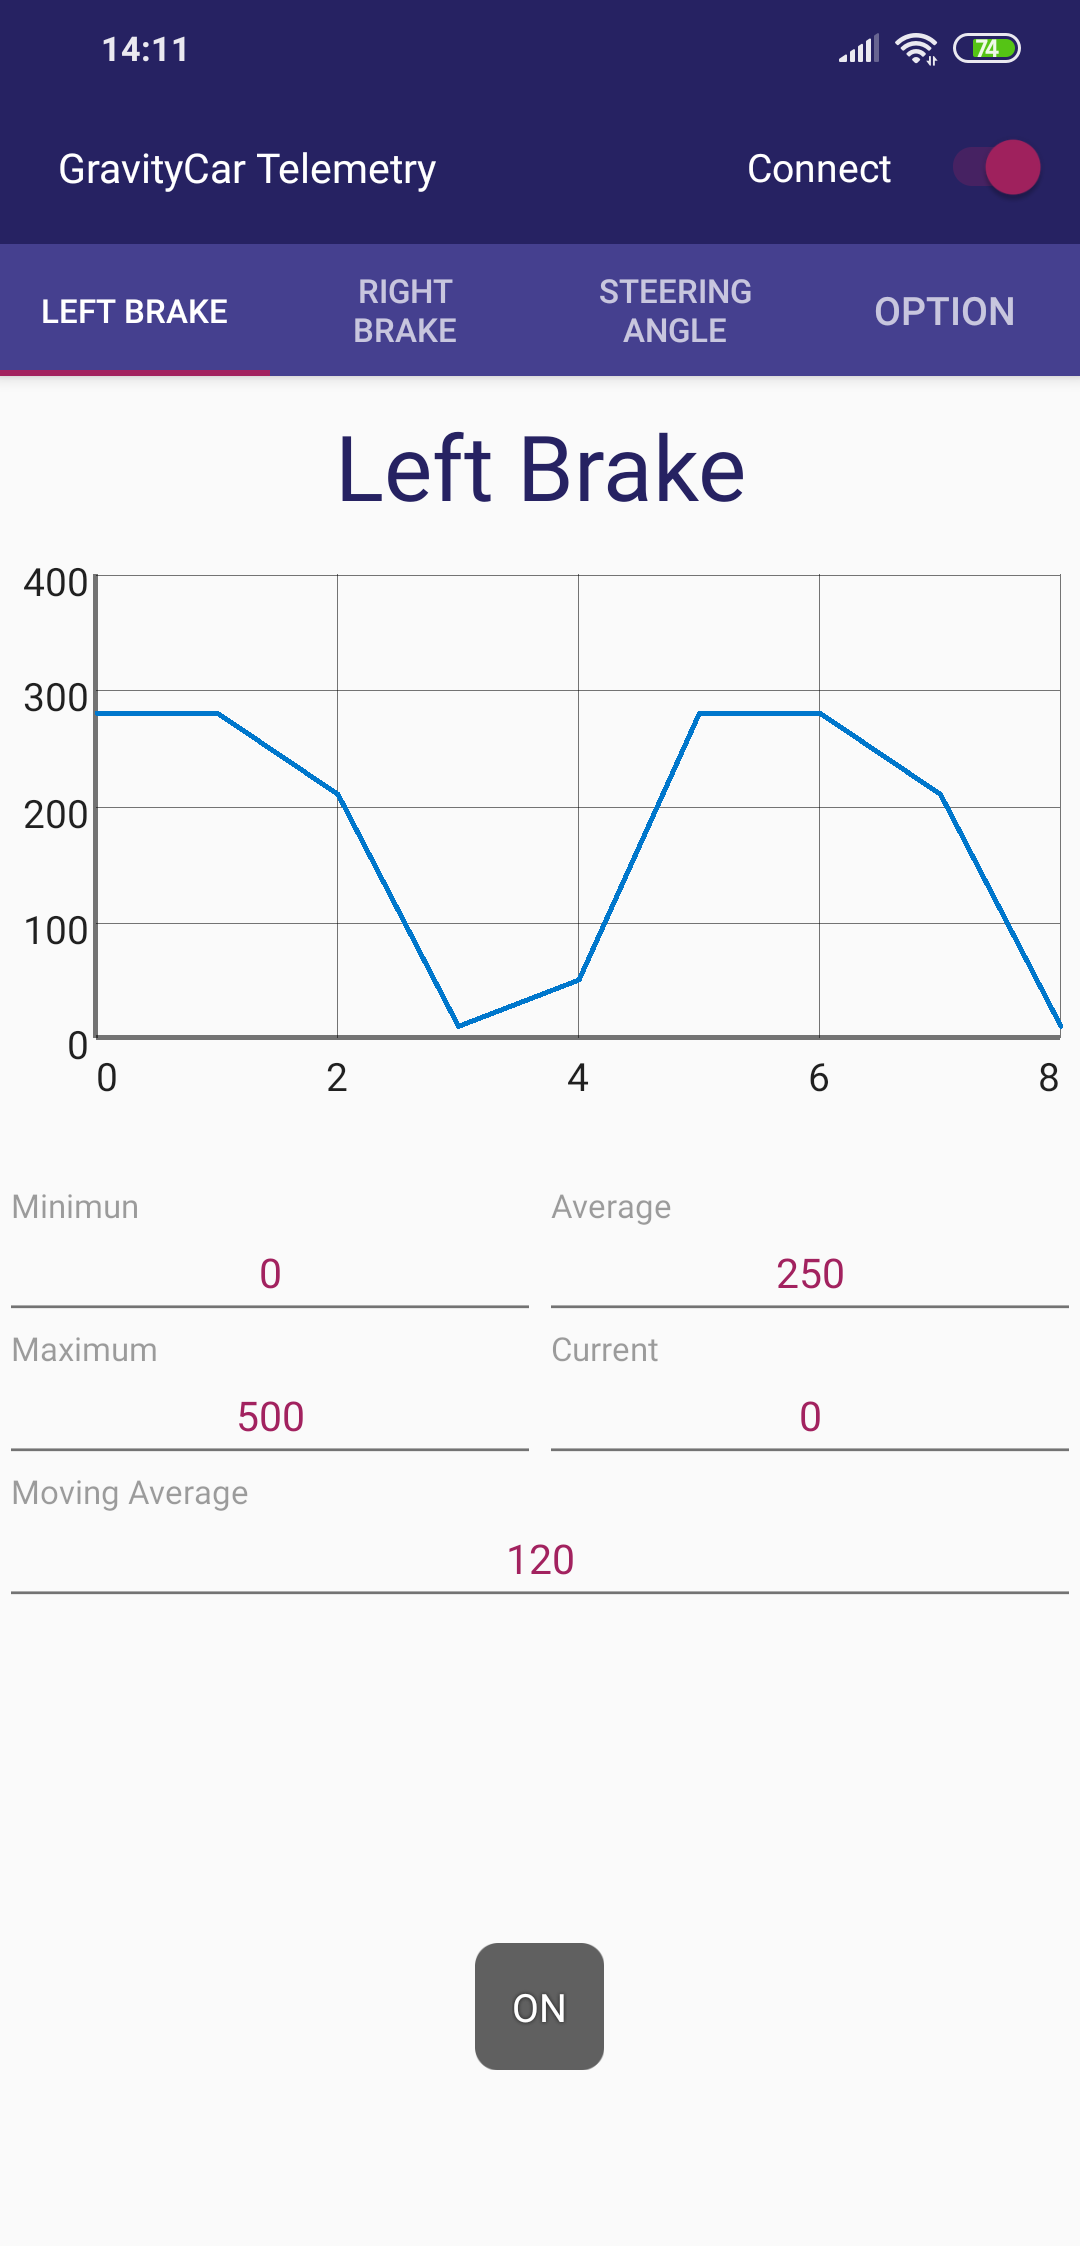 14:11
74
GravityCar Telemetry
Connect
LEFT BRAKE
RIGHT
BRAKE
STEERING
ANGLE
OPTION
Left Brake
400
300
200
100
0
0 2 4 6 8
Minimun
Average
0
250
Maximum
Current
500
0
Moving Average
120
ON